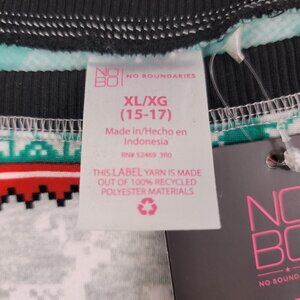 NO
BO
NO BOUNDARIES
XL/XG
(15-17)
Made in/Hecho en
Indonesia
RN# 52469 3R0
THIS LABEL YARN IS MADE
OUT OF 100% RECYCLED
POLYESTER MATERIALS
NO
BO
NO BOUND